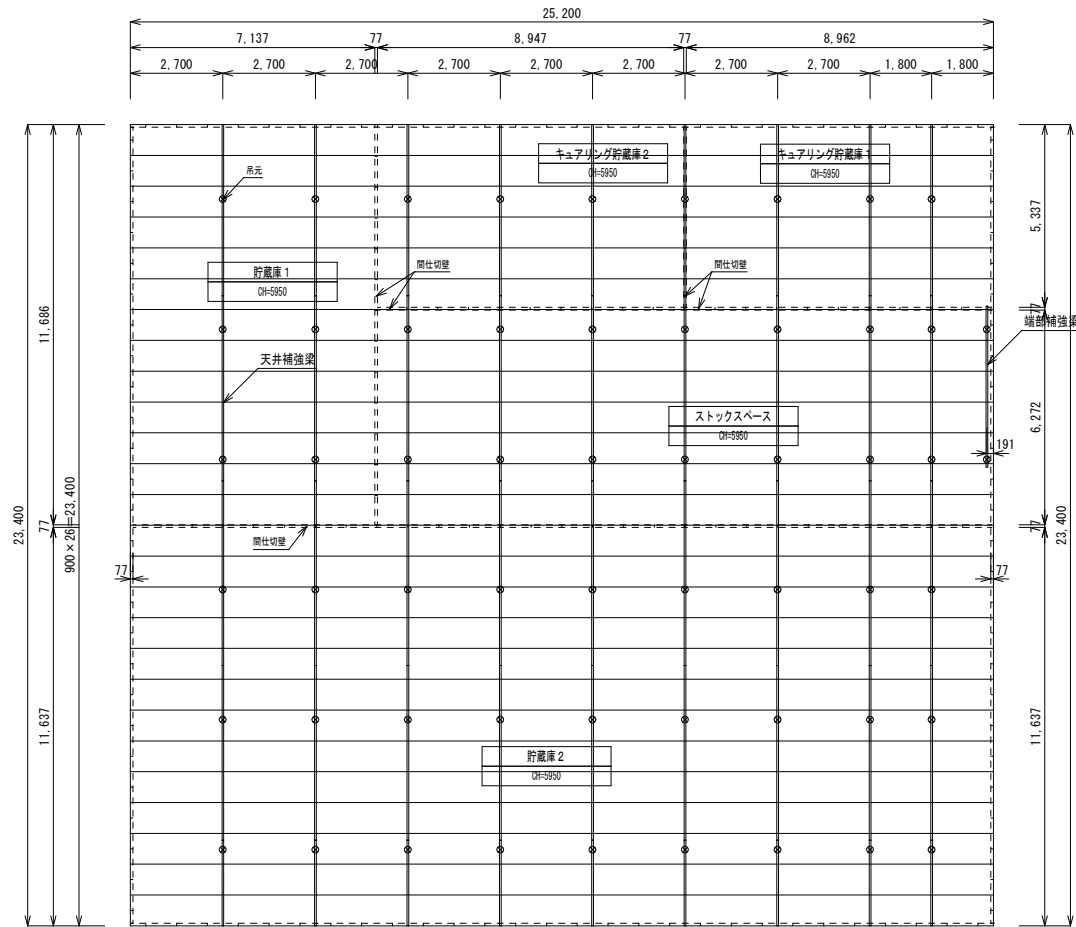 25,200
7,137
77
8,947
77
8,962
2,700
2,700
2,700
2,700
2,700
2,700
2,700
2,700
1,800
1,800
キュアリング貯蔵庫2
CH=5950
キュアリング貯蔵庫1
CH=5950
吊元
貯蔵庫1
CH=5950
間仕切壁
間仕切壁
天井補強梁
端部補強梁
ストックスペース
CH=5950
191
間仕切壁
77
77
貯蔵庫2
CH=5950
23,400
11,686
77
11,637
900×26=23,400
5,337
77
6,272
77
11,637
23,400